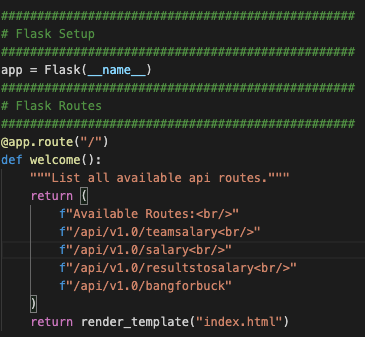 #################################################
# Flask Setup
#################################################
app = Flask(__name__)
#################################################
# Flask Routes
#################################################
@app.route("/")
def welcome():
    """List all available api routes."""
    return (
        f"Available Routes:<br/>"
        f"/api/v1.0/teamsalary<br/>"
        f"/api/v1.0/salary<br/>"
        f"/api/v1.0/resultstosalary<br/>"
        f"/api/v1.0/bangforbuck"
    )
    return render_template("index.html")